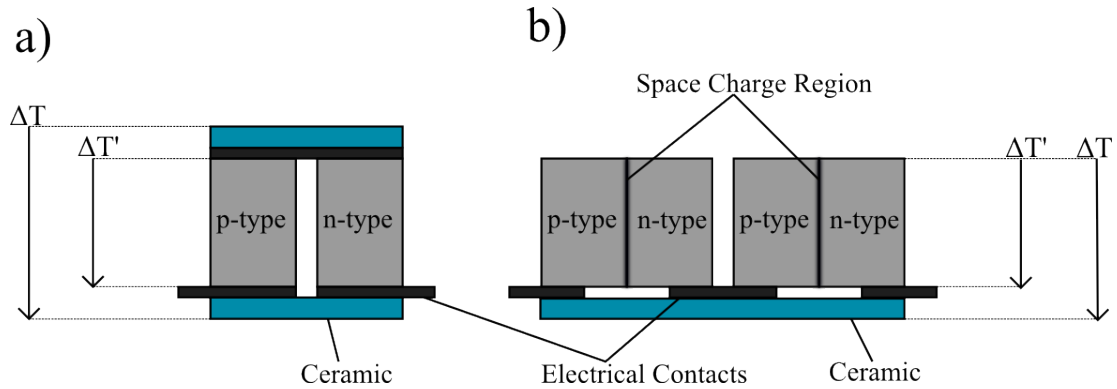 a)
b)
Space Charge Region
ΔT
ΔT'
ΔT'
ΔT
p-type
n-type
p-type
n-type
p-type
n-type
Ceramic
Electrical Contacts
Ceramic